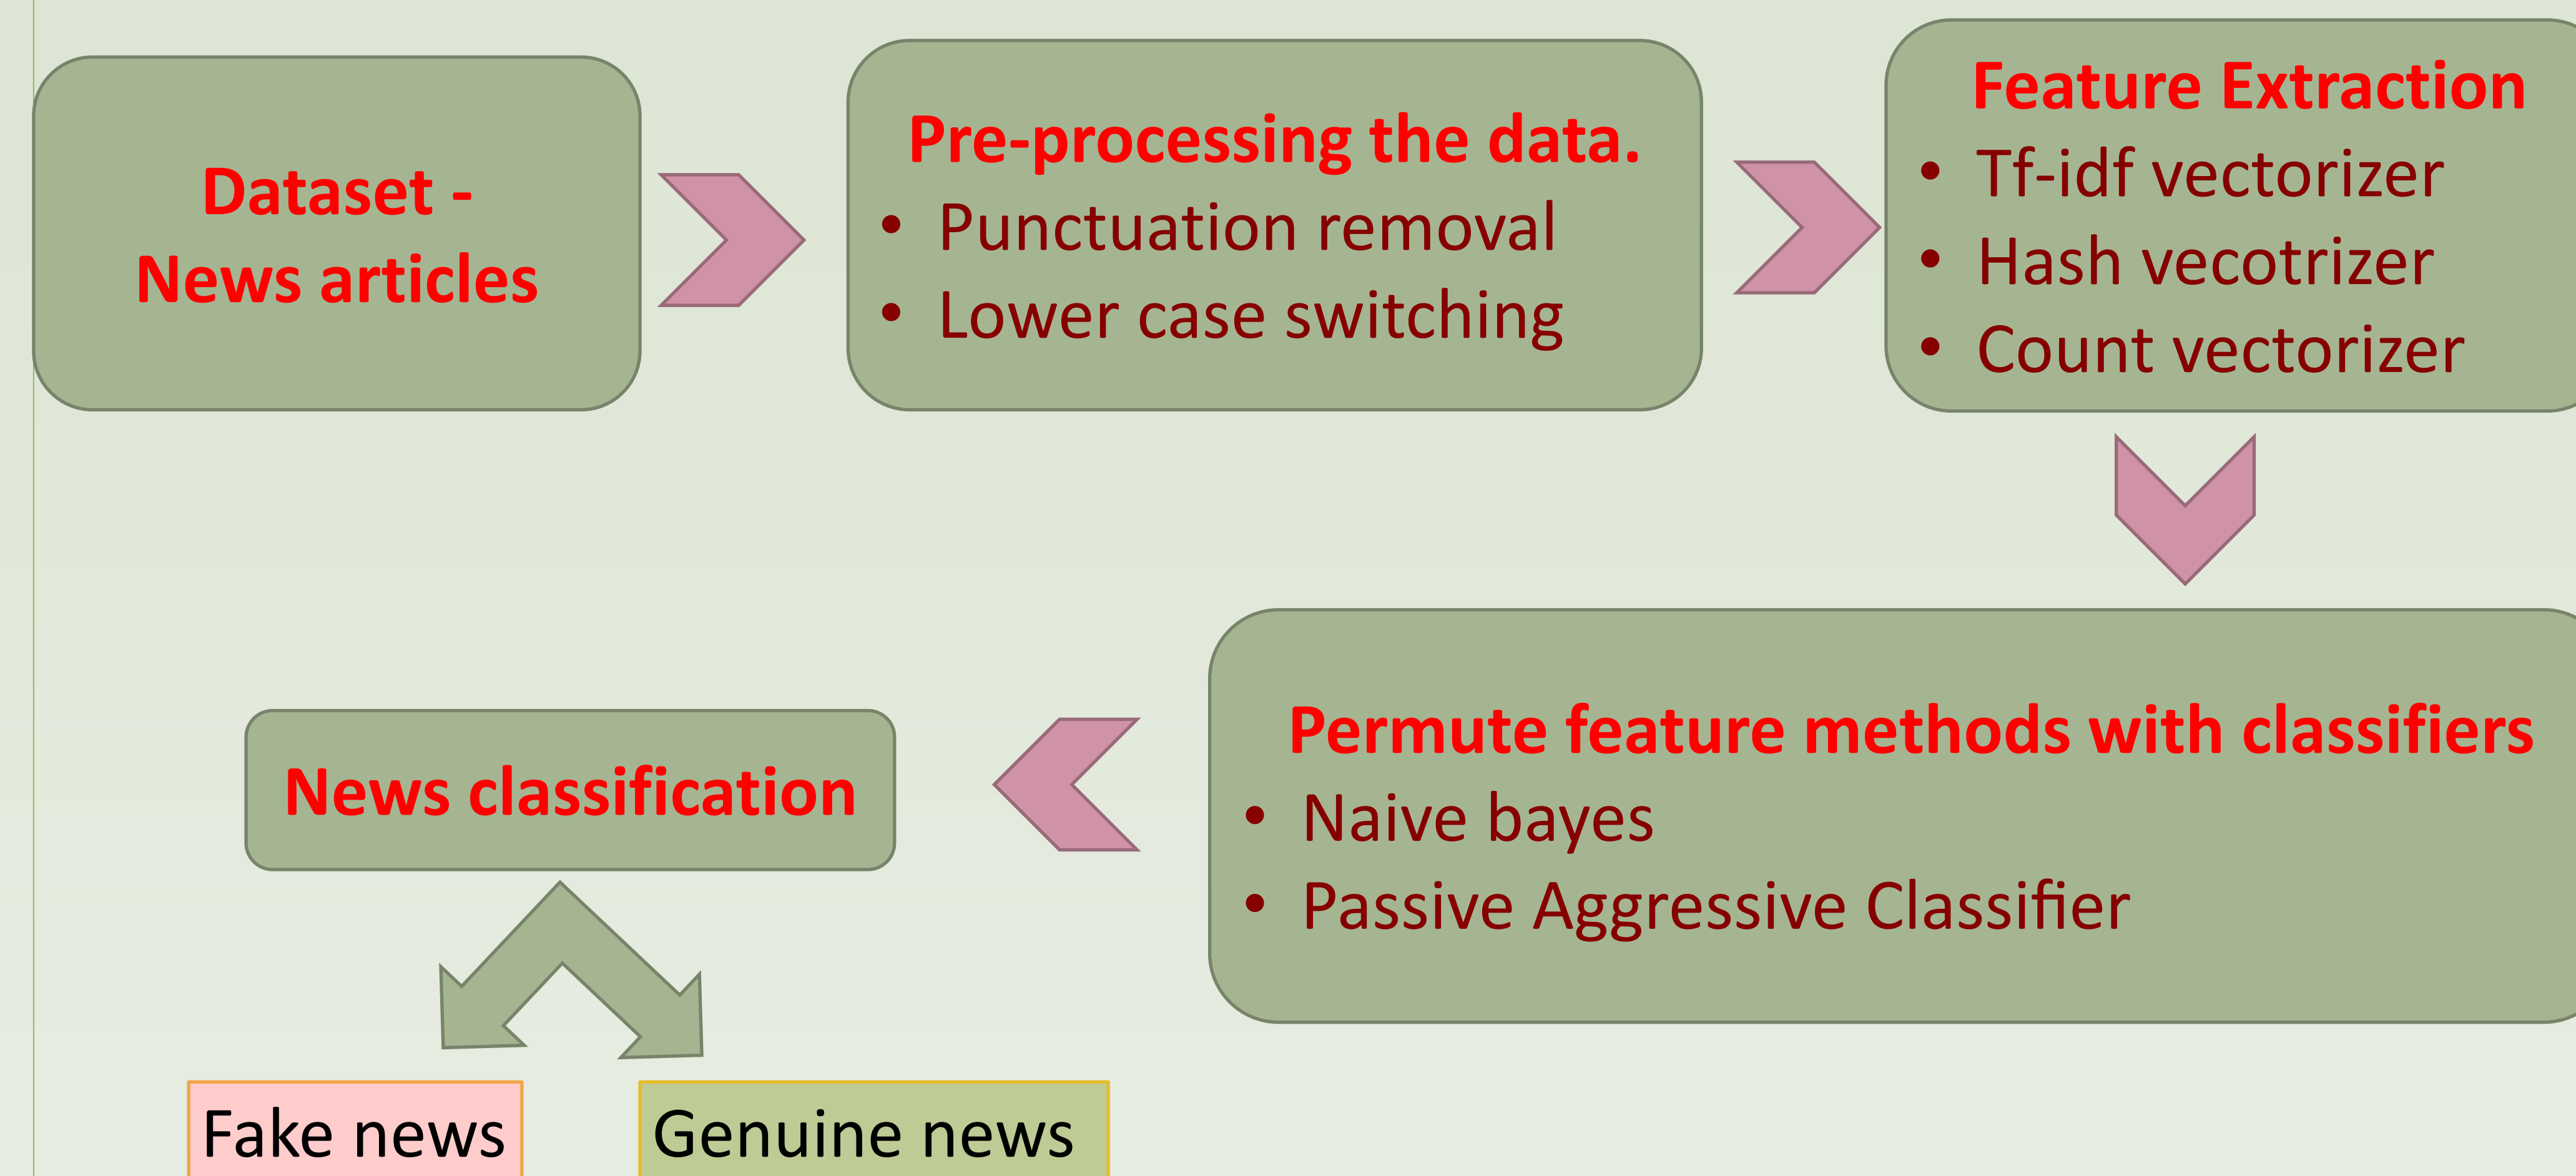 Dataset -
News articles
Pre-processing the data.
• Punctuation removal
• Lower case switching
Feature Extraction
• Tf-idf vectorizer
• Hash vecotrizer
• Count vectorizer
Permute feature methods with classifiers
• Naive bayes
• Passive Aggressive Classifier
News classification
Fake news
Genuine news